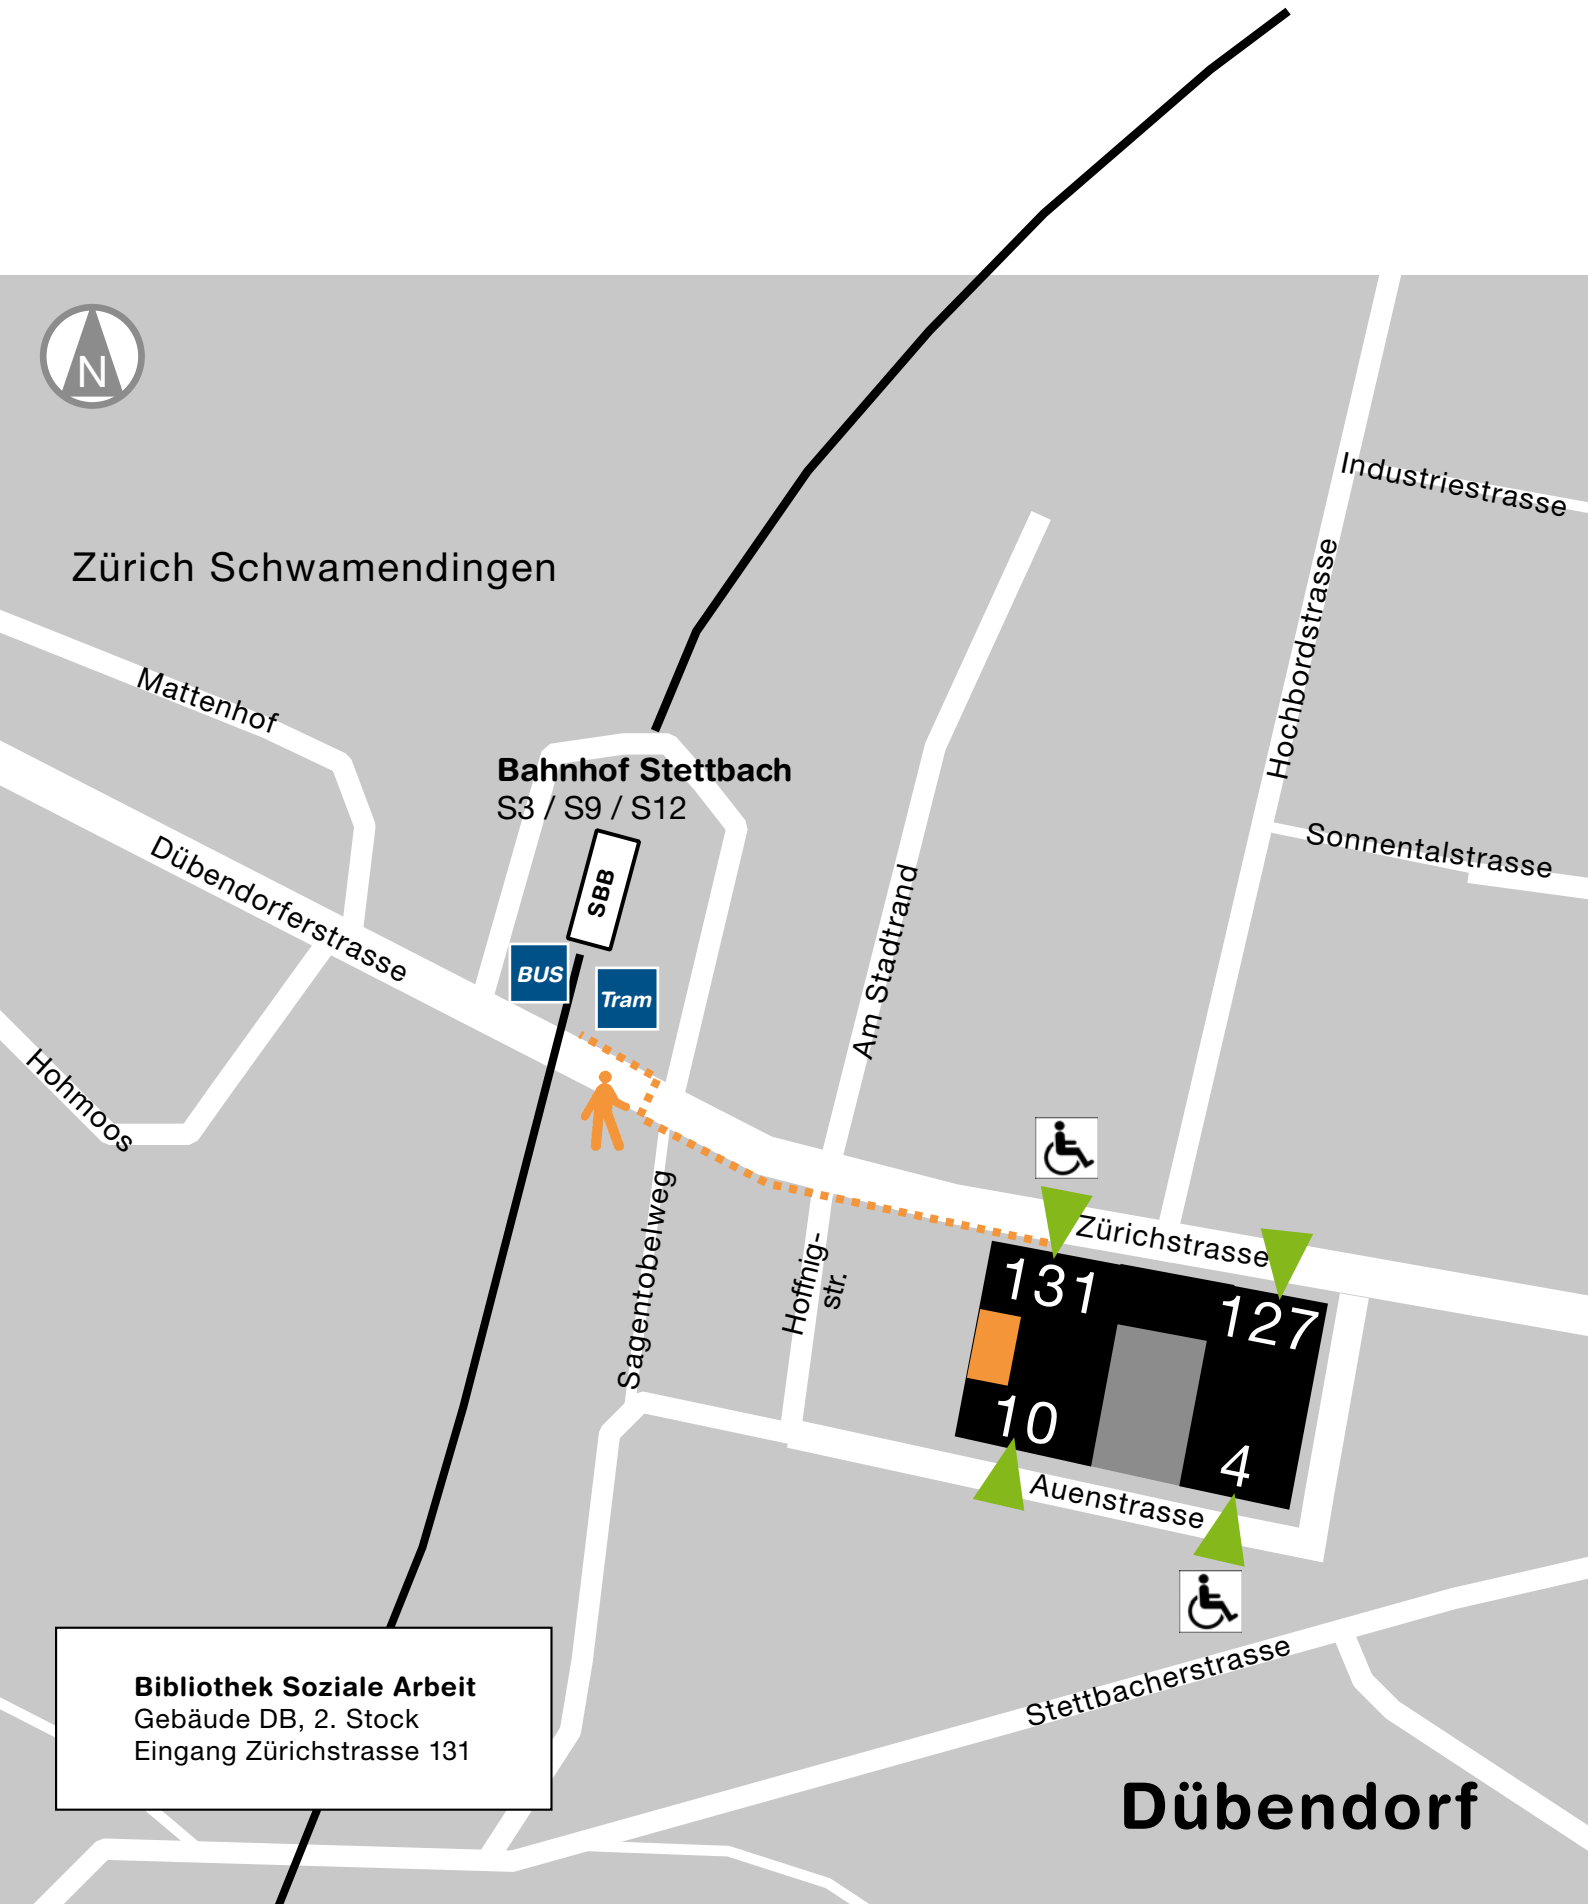 N
Industriestrasse
Zürich Schwamendingen
Hochbordstrasse
Mattenhof
Bahnhof Stettbach
S3 / S9 / S12
Dübendorferstrasse
Sonnentalstrasse
SBB
Am Stadtrand
BUS
Tram
Hohmoos
Sagentobelweg
Hoffnig-
str.
Zürichstrasse
131
127
10
4
Auenstrasse
Stettbacherstrasse
Bibliothek Soziale Arbeit
Gebäude DB, 2. Stock
Eingang Zürichstrasse 131
Dübendorf